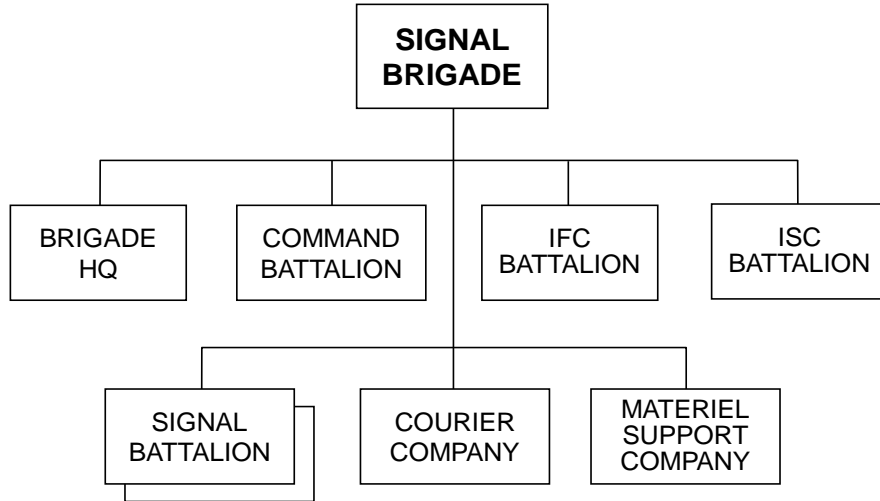 SIGNAL
BRIGADE
BRIGADE
HQ
COMMAND
BATTALION
IFC
BATTALION
ISC
BATTALION
SIGNAL
BATTALION
COURIER
COMPANY
MATERIEL
SUPPORT
COMPANY